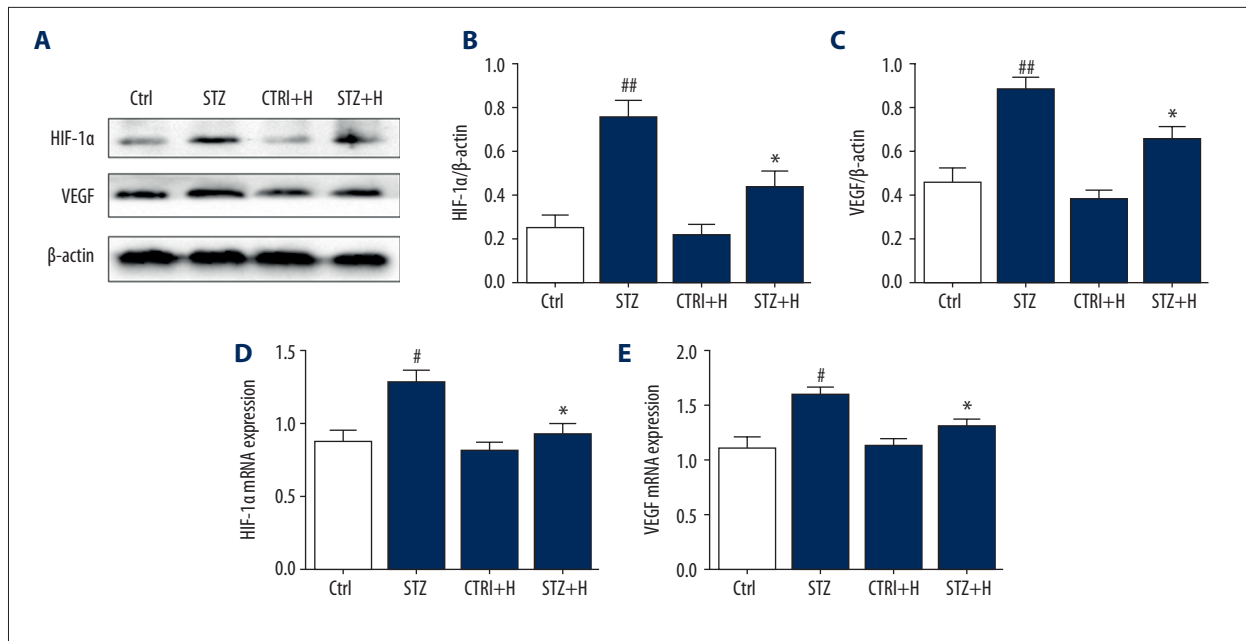 A
Ctrl STZ CTRl+H STZ+H
HIF-1α
VEGF
β-actin
B
HIF-1α/β-actin
1.0
0.8
0.6
0.4
0.2
0.0
##
*
Ctrl STZ CTRl+H STZ+H
C
VEGF/β-actin
1.0
0.8
0.6
0.4
0.2
0.0
##
*
Ctrl STZ CTRl+H STZ+H
D
HIF-1α mRNA expression
1.5
1.0
0.5
0.0
#
*
Ctrl STZ CTRl+H STZ+H
E
VEGF mRNA expression
2.0
1.5
1.0
0.5
0.0
#
*
Ctrl STZ CTRl+H STZ+H